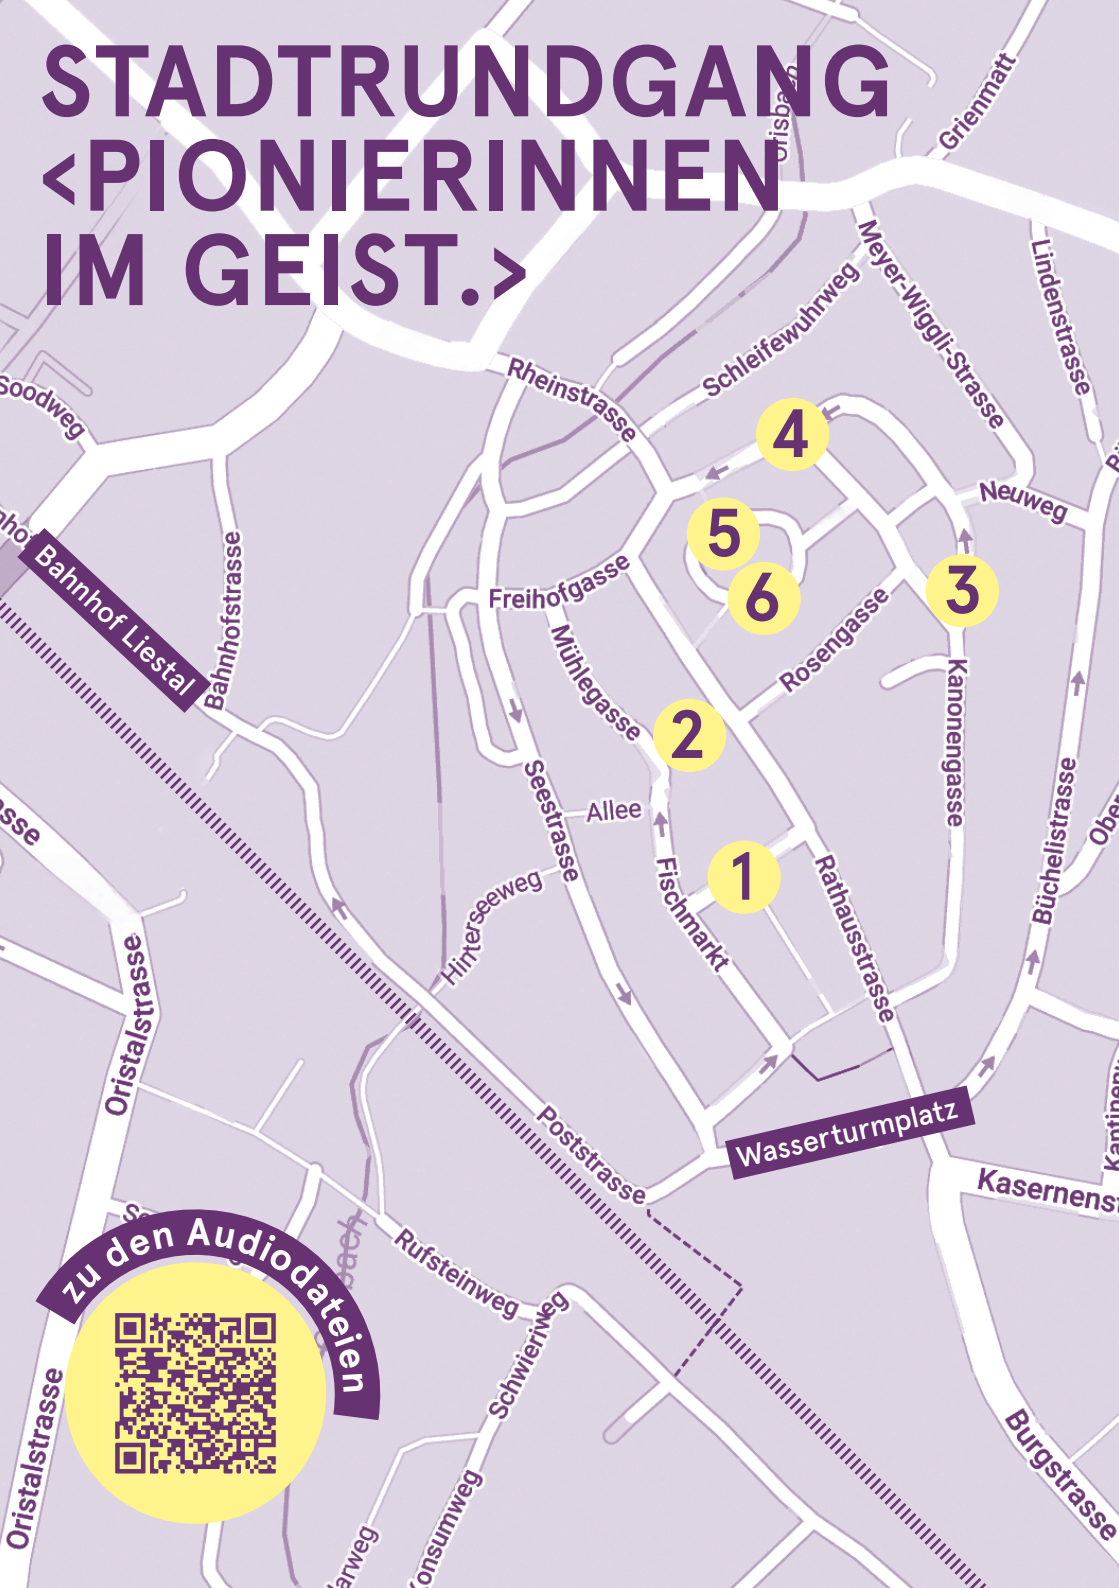 STADTRUNDGANG
<PIONIERINNEN
IM GEIST.>
Grienmatt
Meyer-Wiggli-Strasse
Lindenstrasse
Schleifewuhrweg
Rheinstrasse
Soodweg
4
Neuweg
5
Bahnhof Liestal
Bahnhofstrasse
Freihofgasse
6
3
Rosengasse
Mühlegasse
Kanonengasse
2
Seestrasse
Allee
Büchelistrasse
1
Fischmarkt
Rathausstrasse
Hinterseeweg
Oristalstrasse
Poststrasse
Wasserturmplatz
Kasernenst
zu den Audiodateien
Rufsteinweg
Schwieriweg
Oristalstrasse
Burgstrasse